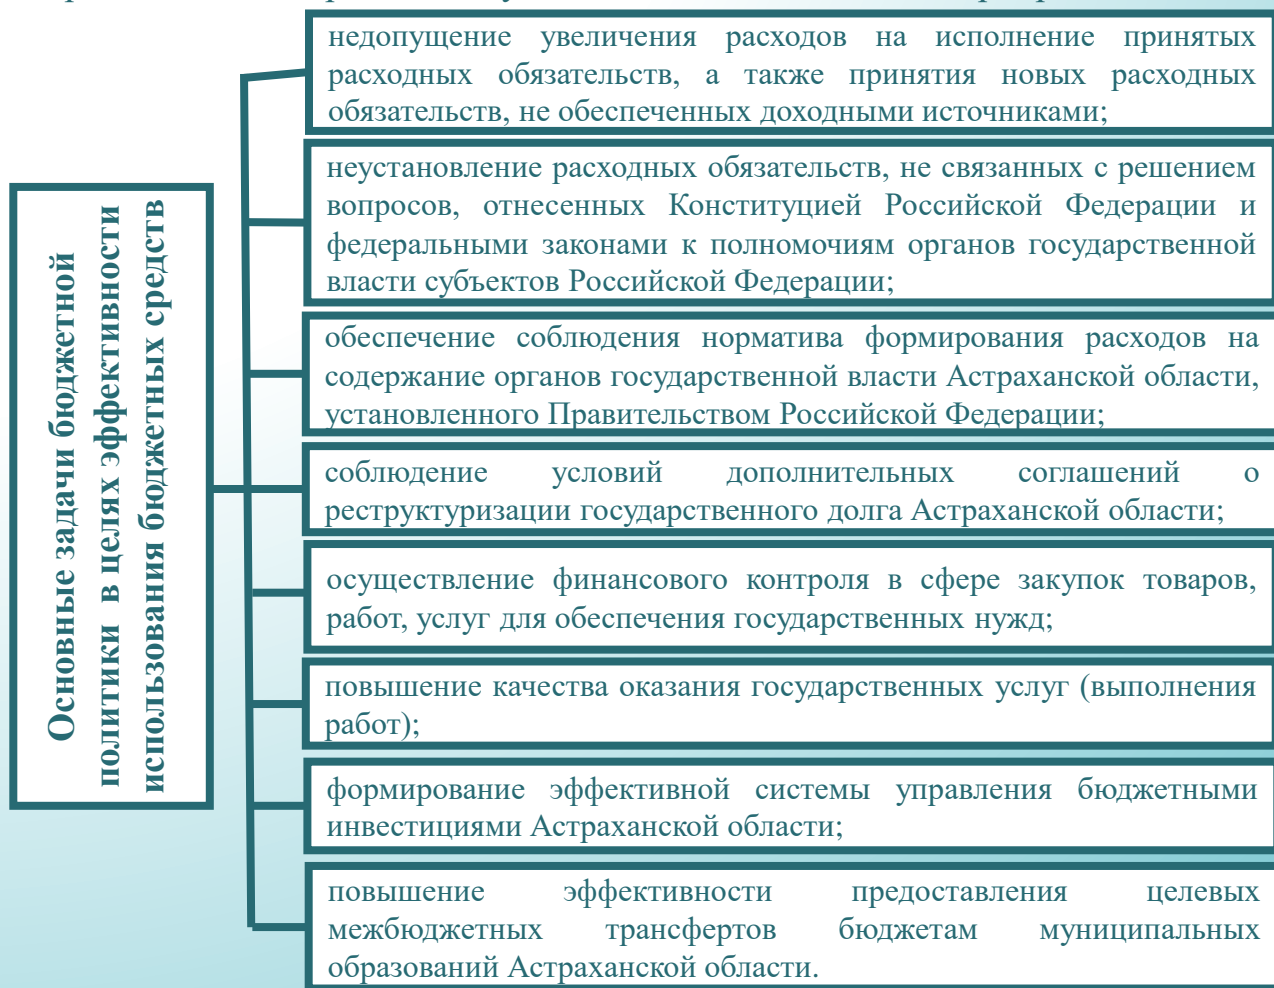 Основные задачи бюджетной
политики в целях эффективности
использования бюджетных средств
недопущение увеличения расходов на исполнение принятых
расходных обязательств, а также принятия новых расходных
обязательств, не обеспеченных доходными источниками;
неустановление расходных обязательств, не связанных с решением
вопросов, отнесенных Конституцией Российской Федерации и
федеральными законами к полномочиям органов государственной
власти субъектов Российской Федерации;
обеспечение соблюдения норматива формирования расходов на
содержание органов государственной власти Астраханской области,
установленного Правительством Российской Федерации;
соблюдение условий дополнительных соглашений о
реструктуризации государственного долга Астраханской области;
осуществление финансового контроля в сфере закупок товаров,
работ, услуг для обеспечения государственных нужд;
повышение качества оказания государственных услуг (выполнения
работ);
формирование эффективной системы управления бюджетными
инвестициями Астраханской области;
повышение эффективности предоставления целевых
межбюджетных трансфертов бюджетам муниципальных
образований Астраханской области.